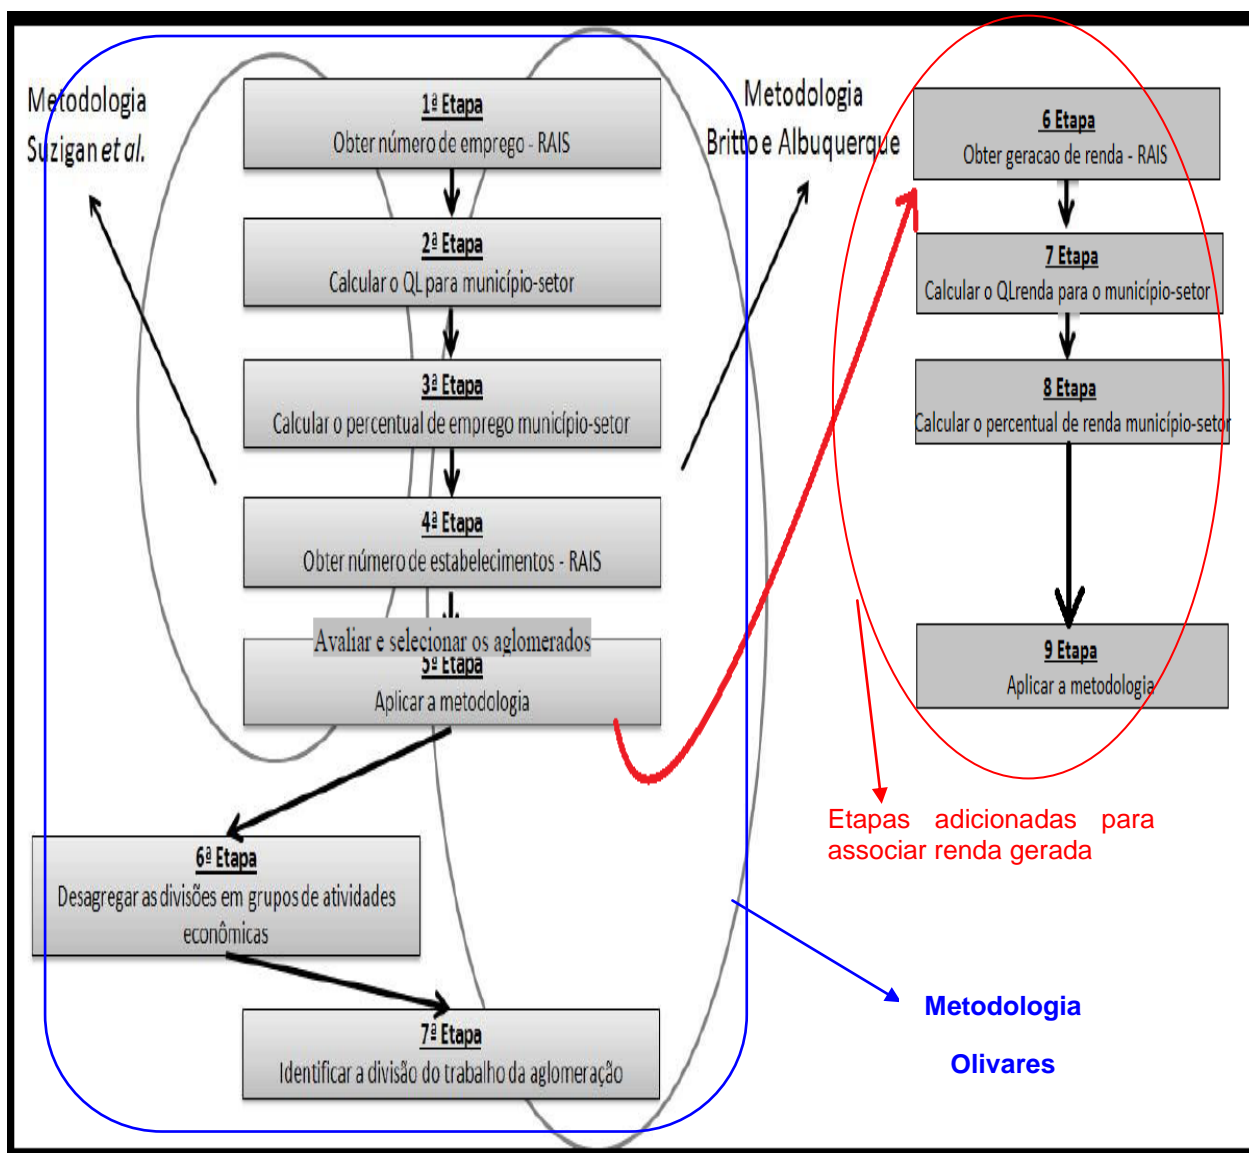 Metodologia
Suzigan et al.
1ª Etapa
Obter número de emprego - RAIS
2ª Etapa
Calcular o QL para município-setor
3ª Etapa
Calcular o percentual de emprego município-setor
4ª Etapa
Obter número de estabelecimentos - RAIS
Avaliar e selecionar os aglomerados
5ª Etapa
Aplicar a metodologia
6ª Etapa
Desagregar as divisões em grupos de atividades
econômicas
7ª Etapa
Identificar a divisão do trabalho da aglomeração
Metodologia
Britto e Albuquerque
6 Etapa
Obter geracao de renda - RAIS
7 Etapa
Calcular o QLrenda para o município-setor
8 Etapa
Calcular o percentual de renda município-setor
9 Etapa
Aplicar a metodologia
Etapas adicionadas para
associar renda gerada
Metodologia
Olivares